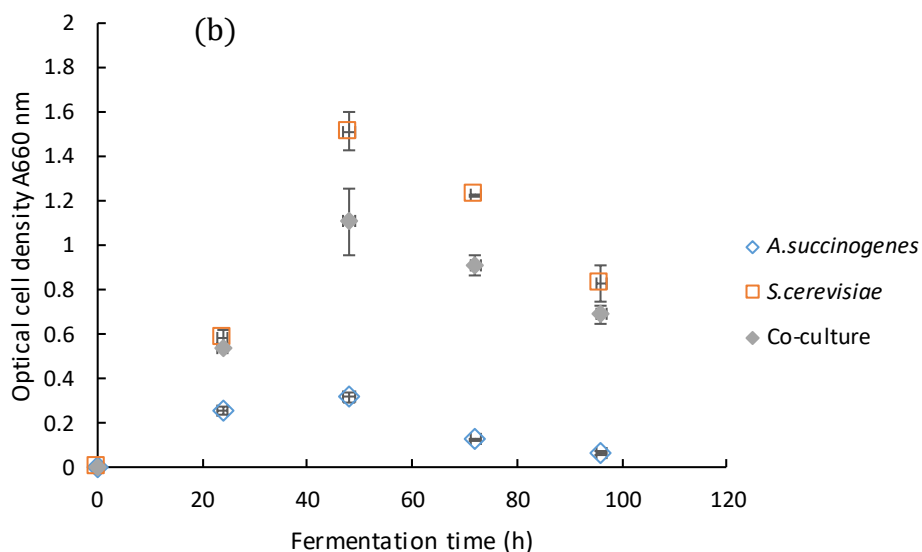 (b)
2
1.8
1.6
1.4
1.2
1
0.8
0.6
0.4
0.2
0
0 20 40 60 80 100 120
Optical cell density A660 nm
Fermentation time (h)
A.succinogenes
S.cerevisiae
Co-culture